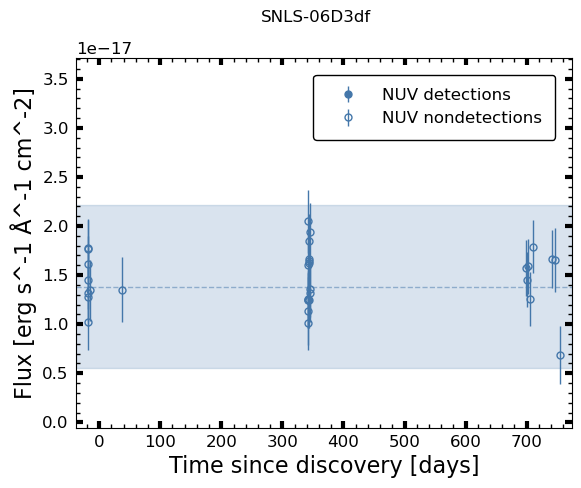 SNLS-06D3df
1e−17
3.5
3.0
2.5
2.0
1.5
1.0
0.5
0.0
Flux [erg s^-1 Å^-1 cm^-2]
NUV detections
NUV nondetections
0 100 200 300 400 500 600 700
Time since discovery [days]